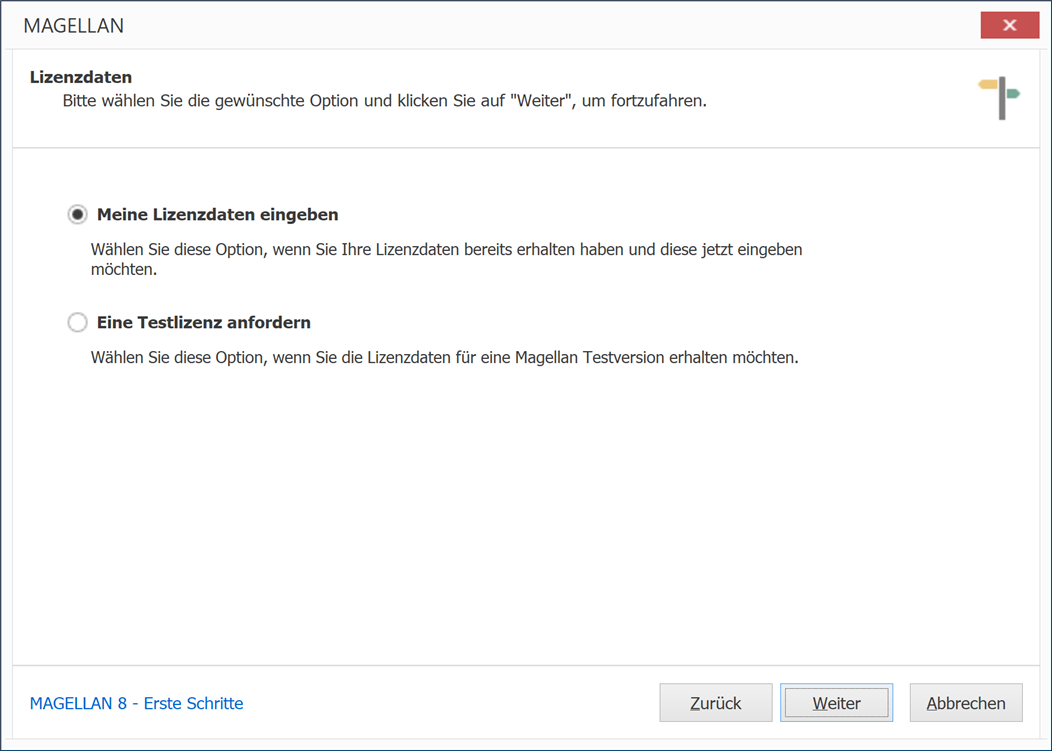 MAGELLAN
Lizenzdaten
Bitte wählen Sie die gewünschte Option und klicken Sie auf "Weiter", um fortzufahren.
Meine Lizenzdaten eingeben
Wählen Sie diese Option, wenn Sie Ihre Lizenzdaten bereits erhalten haben und diese jetzt eingeben
möchten.
Eine Testlizenz anfordern
Wählen Sie diese Option, wenn Sie die Lizenzdaten für eine Magellan Testversion erhalten möchten.
MAGELLAN 8 - Erste Schritte
Zurück
Weiter
Abbrechen